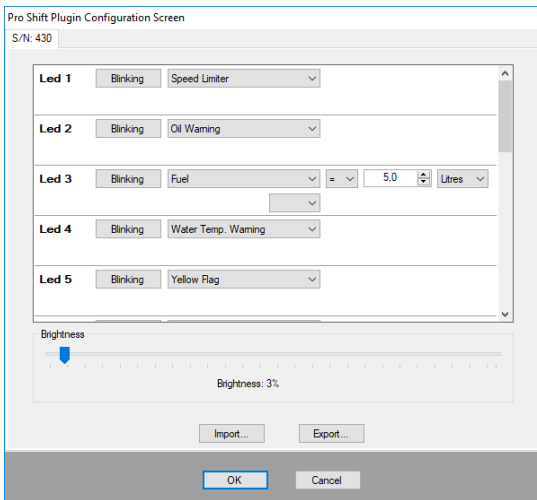 Pro Shift Plugin Configuration Screen
S/N: 430
Led 1 Blinking Speed Limiter
Led 2 Blinking Oil Warning
Led 3 Blinking Fuel = 5,0 Litres
Led 4 Blinking Water Temp. Warning
Led 5 Blinking Yellow Flag
Brightness
Brightness: 3%
Import... Export...
OK Cancel